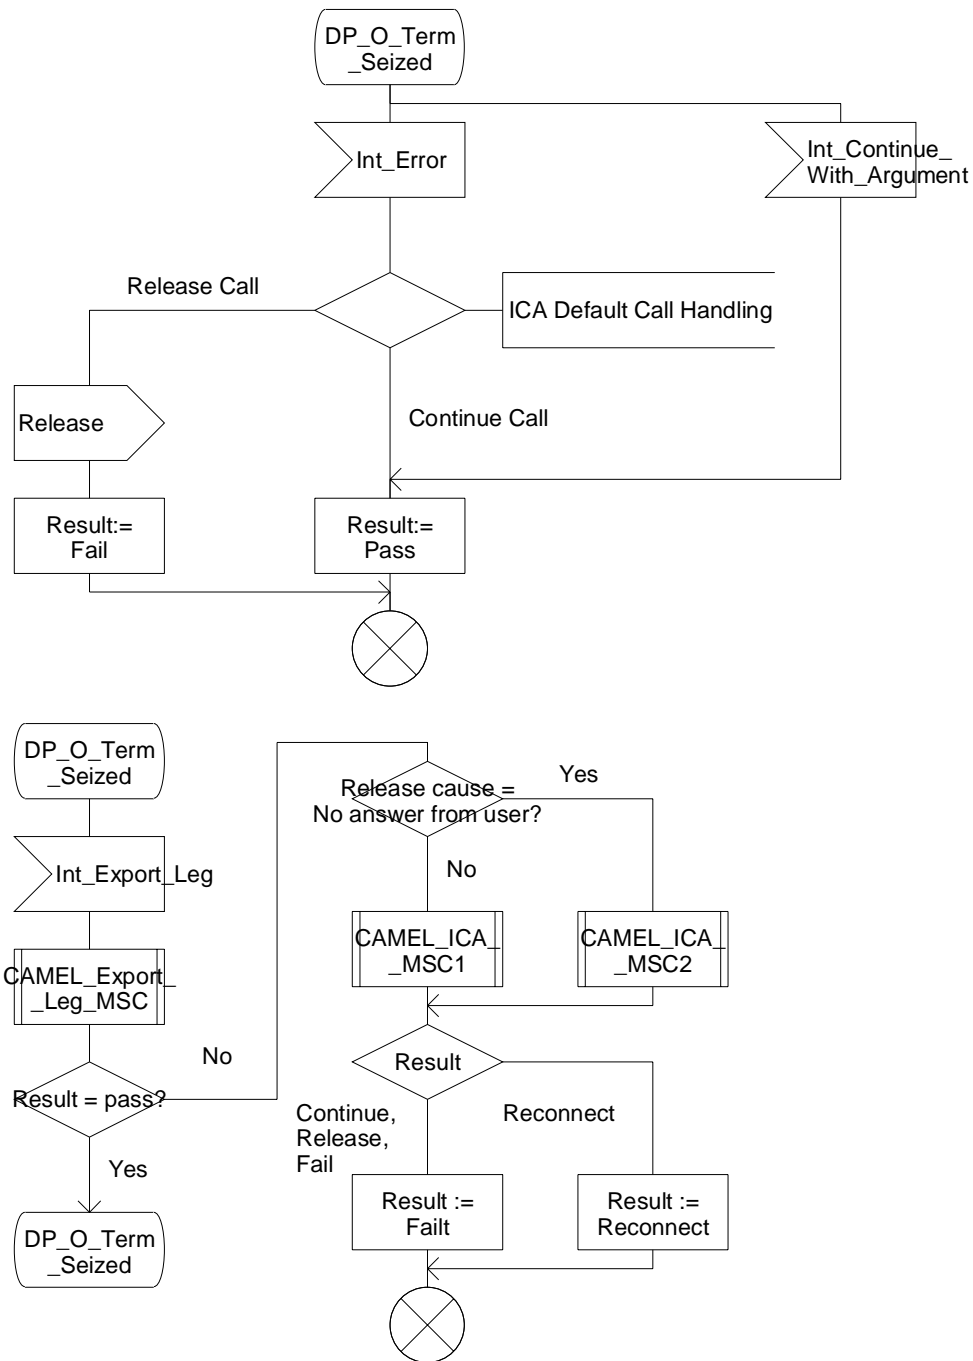 DP_O_Term
_Seized
Int_Error
Int_Continue_
With_Argument
Release Call
ICA Default Call Handling
Release
Continue Call
Result:=
Fail
Result:=
Pass
DP_O_Term
_Seized
Int_Export_Leg
CAMEL_Export_
_Leg_MSC
Result = pass?
No
Yes
DP_O_Term
_Seized
Release cause =
No answer from user?
Yes
No
CAMEL_ICA_
_MSC1
CAMEL_ICA_
_MSC2
Result
Continue,
Release,
Fail
Reconnect
Result :=
Failt
Result :=
Reconnect